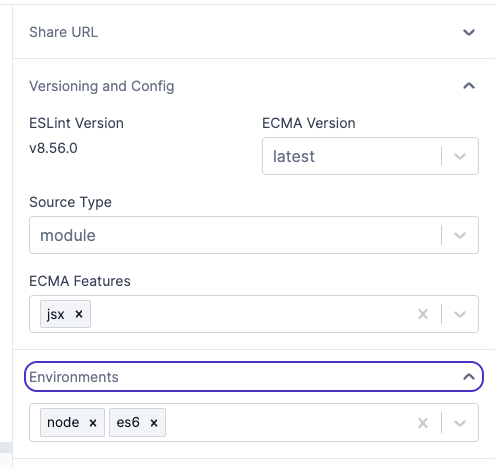 Share URL
Versioning and Config
ESLint Version
ECMA Version
v8.56.0
latest
Source Type
module
ECMA Features
jsx
Environments
node es6